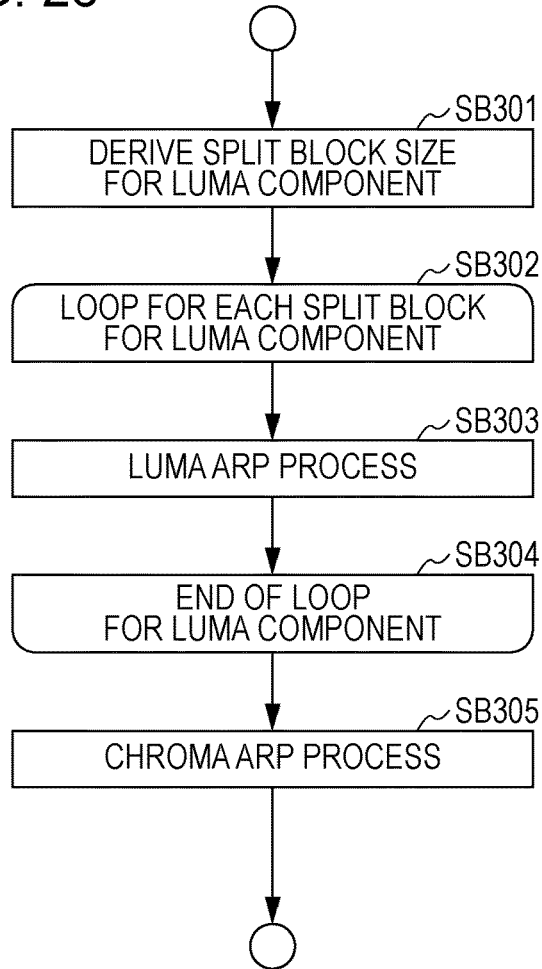 SB301
DERIVE SPLIT BLOCK SIZE
FOR LUMA COMPONENT
SB302
LOOP FOR EACH SPLIT BLOCK
FOR LUMA COMPONENT
SB303
LUMA ARP PROCESS
SB304
END OF LOOP
FOR LUMA COMPONENT
SB305
CHROMA ARP PROCESS